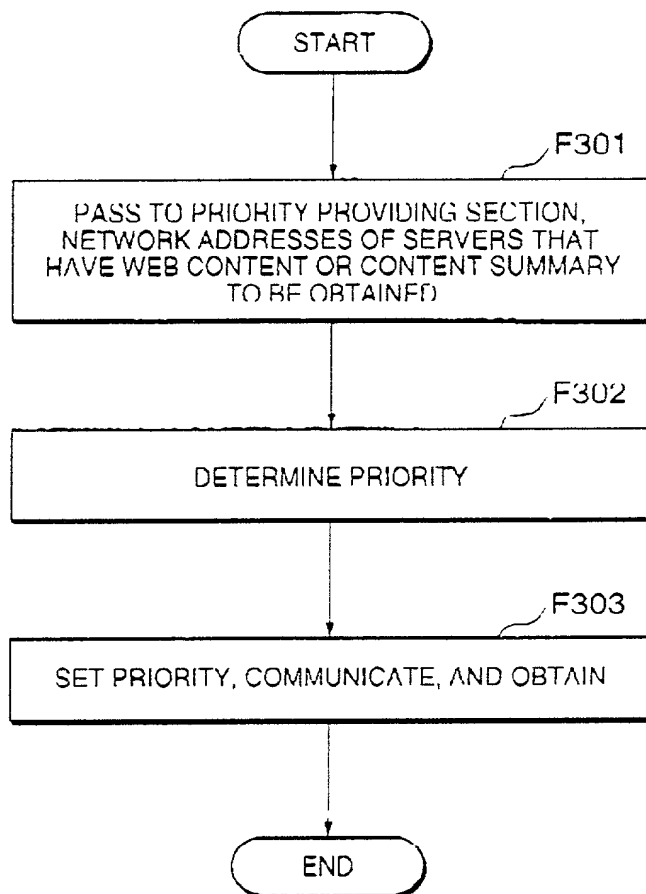 START
F301
PASS TO PRIORITY PROVIDING SECTION,
NETWORK ADDRESSES OF SERVERS THAT
HAVE WEB CONTENT OR CONTENT SUMMARY
TO BE OBTAINED
F302
DETERMINE PRIORITY
F303
SET PRIORITY, COMMUNICATE, AND OBTAIN
END